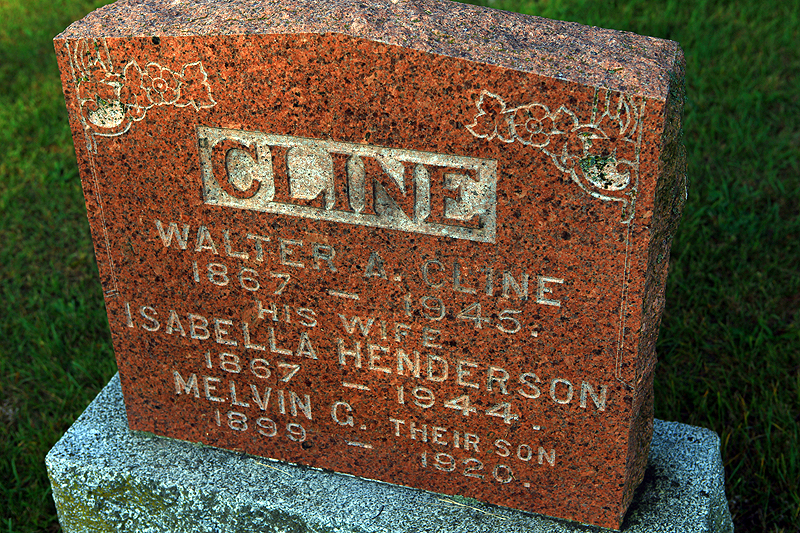 CLINE
WALTER A. CLINE
1867 — 1945.
HIS WIFE
ISABELLA HENDERSON
1867 — 1944.
MELVIN G. THEIR SON
1899 — 1920.